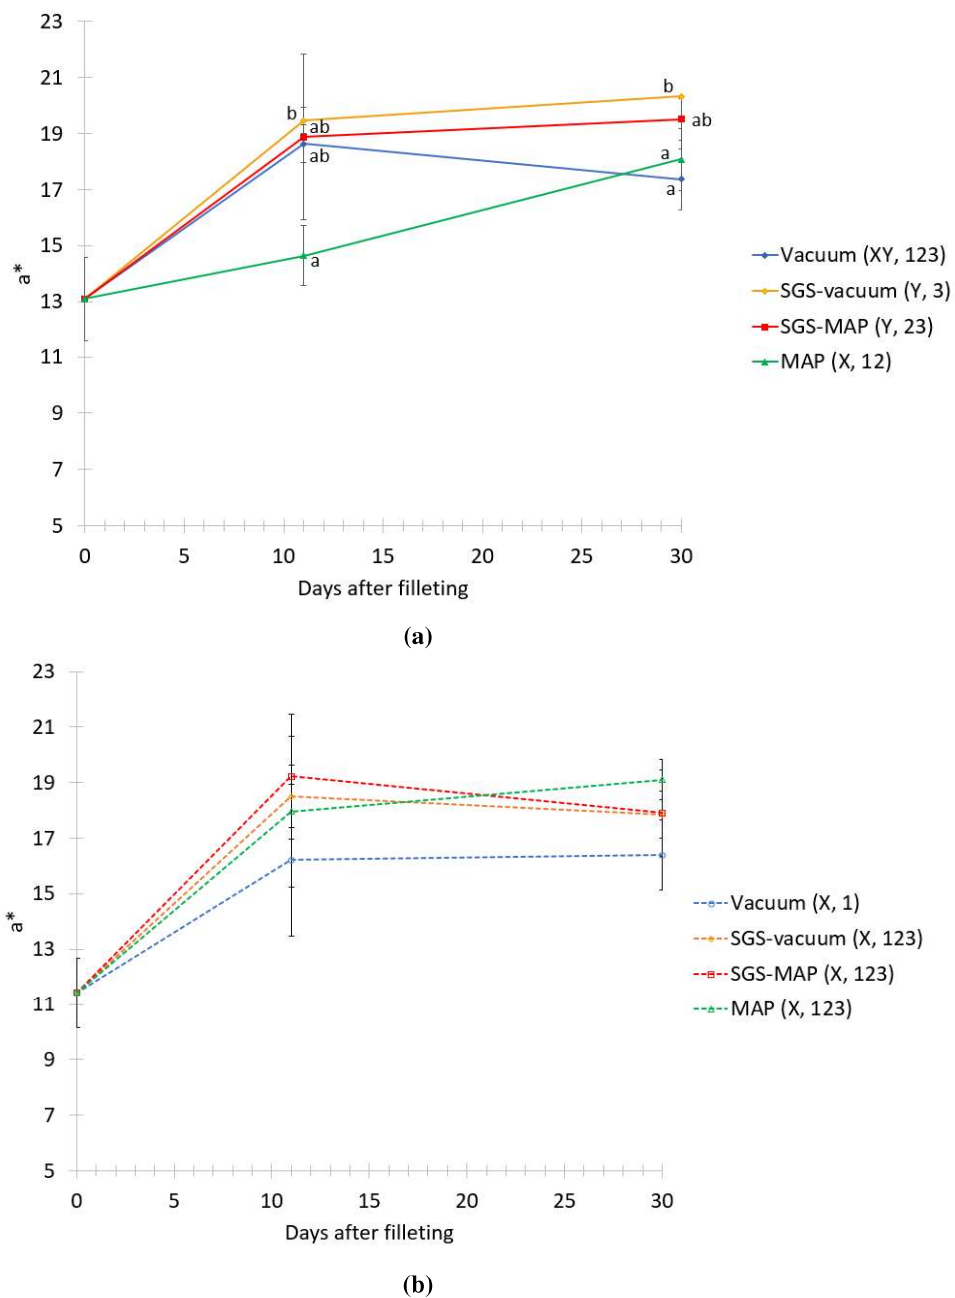 23
21
19
17
15
13
11
9
7
5
a*
b
ab
ab
a
b
ab
a
a
0 5 10 15 20 25 30
Days after filleting
Vacuum (XY, 123)
SGS-vacuum (Y, 3)
SGS-MAP (Y, 23)
MAP (X, 12)
(a)
23
21
19
17
15
13
11
9
7
5
a*
0 5 10 15 20 25 30
Days after filleting
Vacuum (X, 1)
SGS-vacuum (X, 123)
SGS-MAP (X, 123)
MAP (X, 123)
(b)